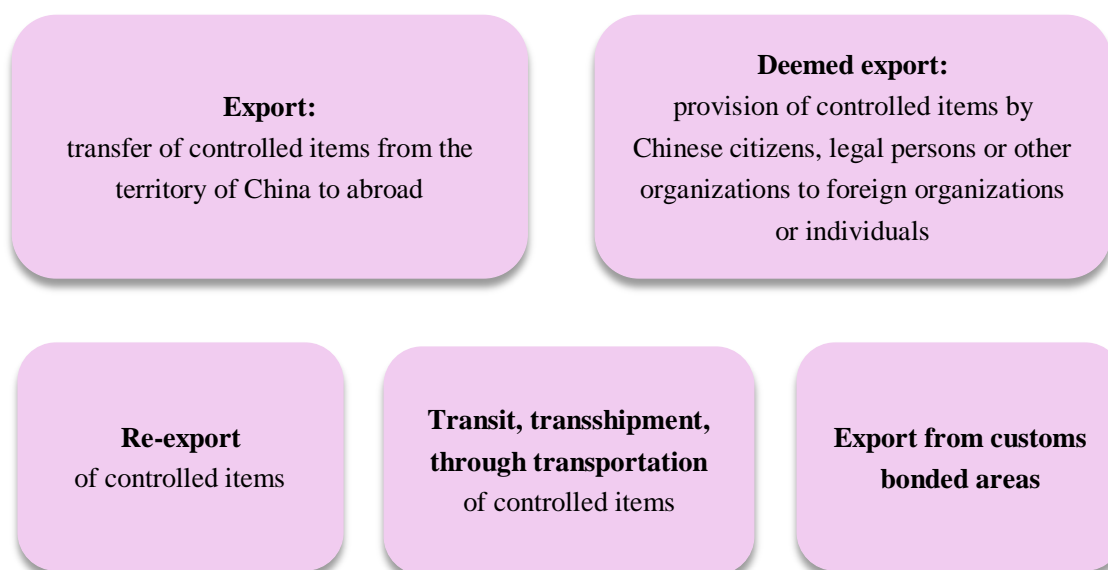 Export:
transfer of controlled items from the
territory of China to abroad
Deemed export:
provision of controlled items by
Chinese citizens, legal persons or other
organizations to foreign organizations
or individuals
Re-export
of controlled items
Transit, transshipment,
through transportation
of controlled items
Export from customs
bonded areas